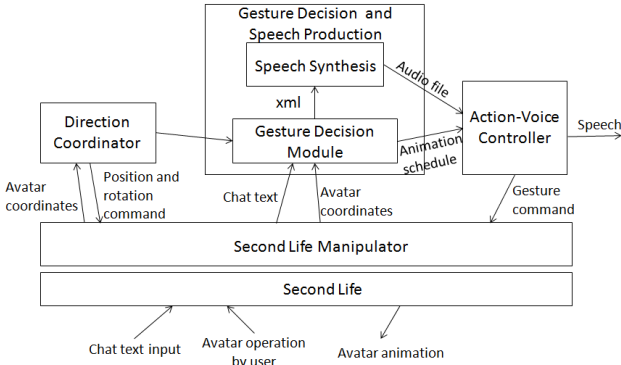 Gesture Decision and
Speech Production
Speech Synthesis
Audio file
xml
Direction
Coordinator
Gesture Decision
Module
Action-Voice
Controller
Speech
Animation
schedule
Avatar
coordinates
Position and
rotation
command
Chat text
Avatar
coordinates
Gesture
command
Second Life Manipulator
Second Life
Chat text input
Avatar operation
by user
Avatar animation